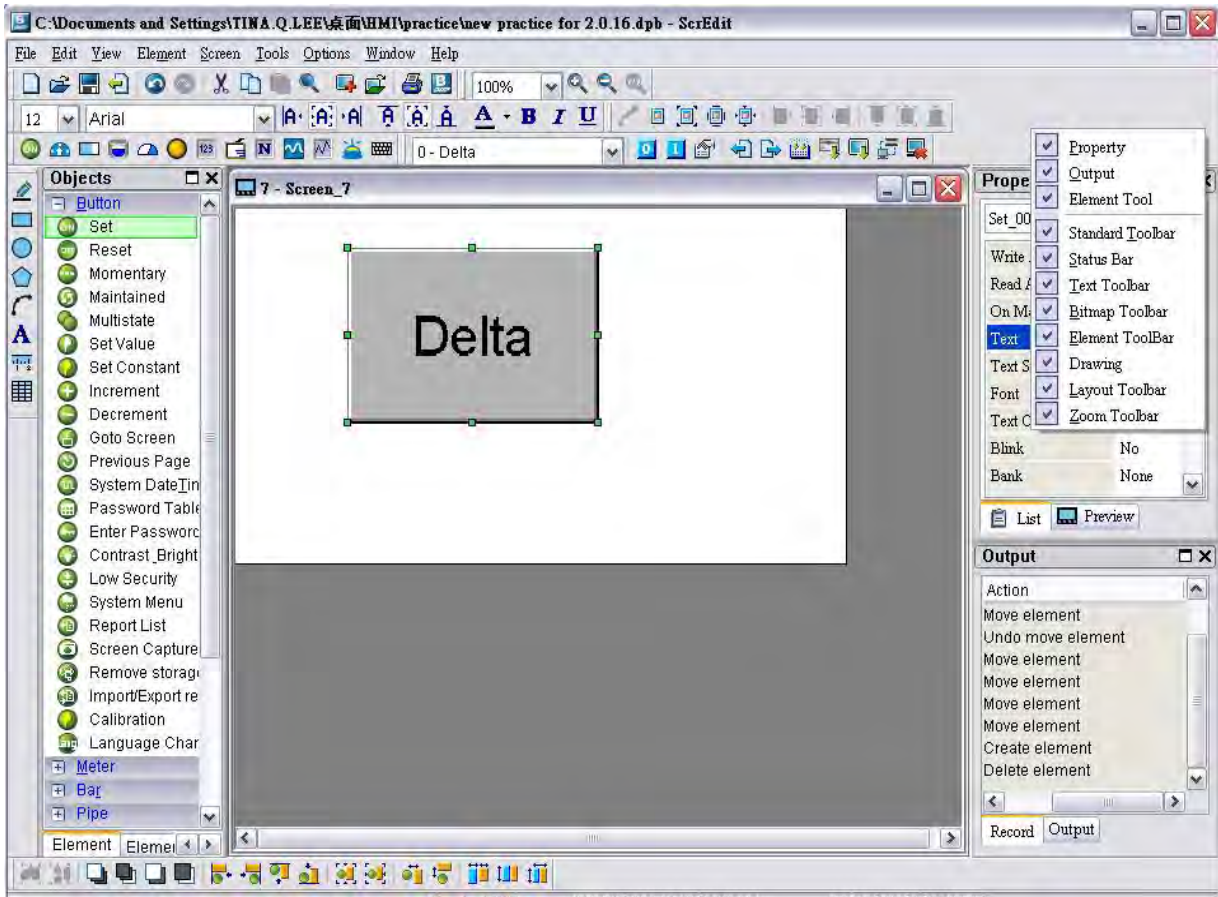 C:\Documents and Settings\TINA.Q.LEE\桌面\HMI\practice\new practice for 2.0.16.dpb - ScrEdit
File Edit View Element Screen Tools Options Window Help
100%
12 Arial
A A A A A A A B I U
123 N 0 - Delta 0 I
Objects
Button
Set
Reset
Momentary
Maintained
Multistate
Set Value
Set Constant
Increment
Decrement
Goto Screen
Previous Page
System DateTin
Password Table
Enter Passworc
Contrast_Bright
Low Security
System Menu
Report List
Screen Capture
Remove storag
Import/Export re
Calibration
Language Char
Meter
Bar
Pipe
Element Elemei
A
7 - Screen_7
Delta
Prope
Set_00
Write
Read A
On Ma
Text
Text S
Font
Text C
Blink No
Bank None
List Preview
Property
Output
Element Tool
Standard Toolbar
Status Bar
Text Toolbar
Bitmap Toolbar
Element ToolBar
Drawing
Layout Toolbar
Zoom Toolbar
Output
Action
Move element
Undo move element
Move element
Move element
Move element
Move element
Create element
Delete element
Record Output